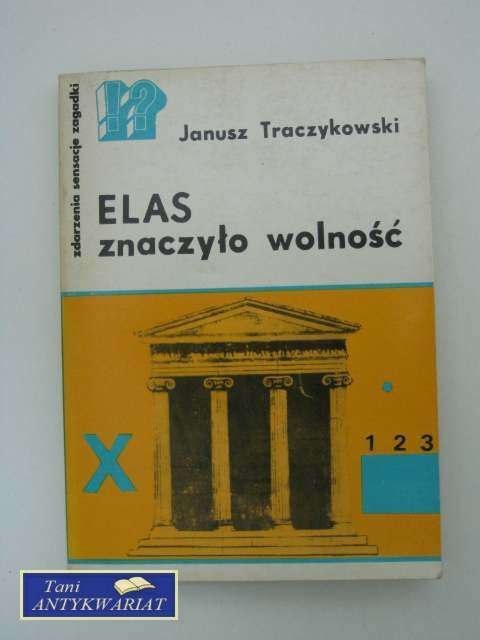 zdarzenia sensacje zagadki
!?
Janusz Traczykowski
ELAS
znaczyło wolność
X
1 2 3
Tani
ANTYKWARIAT